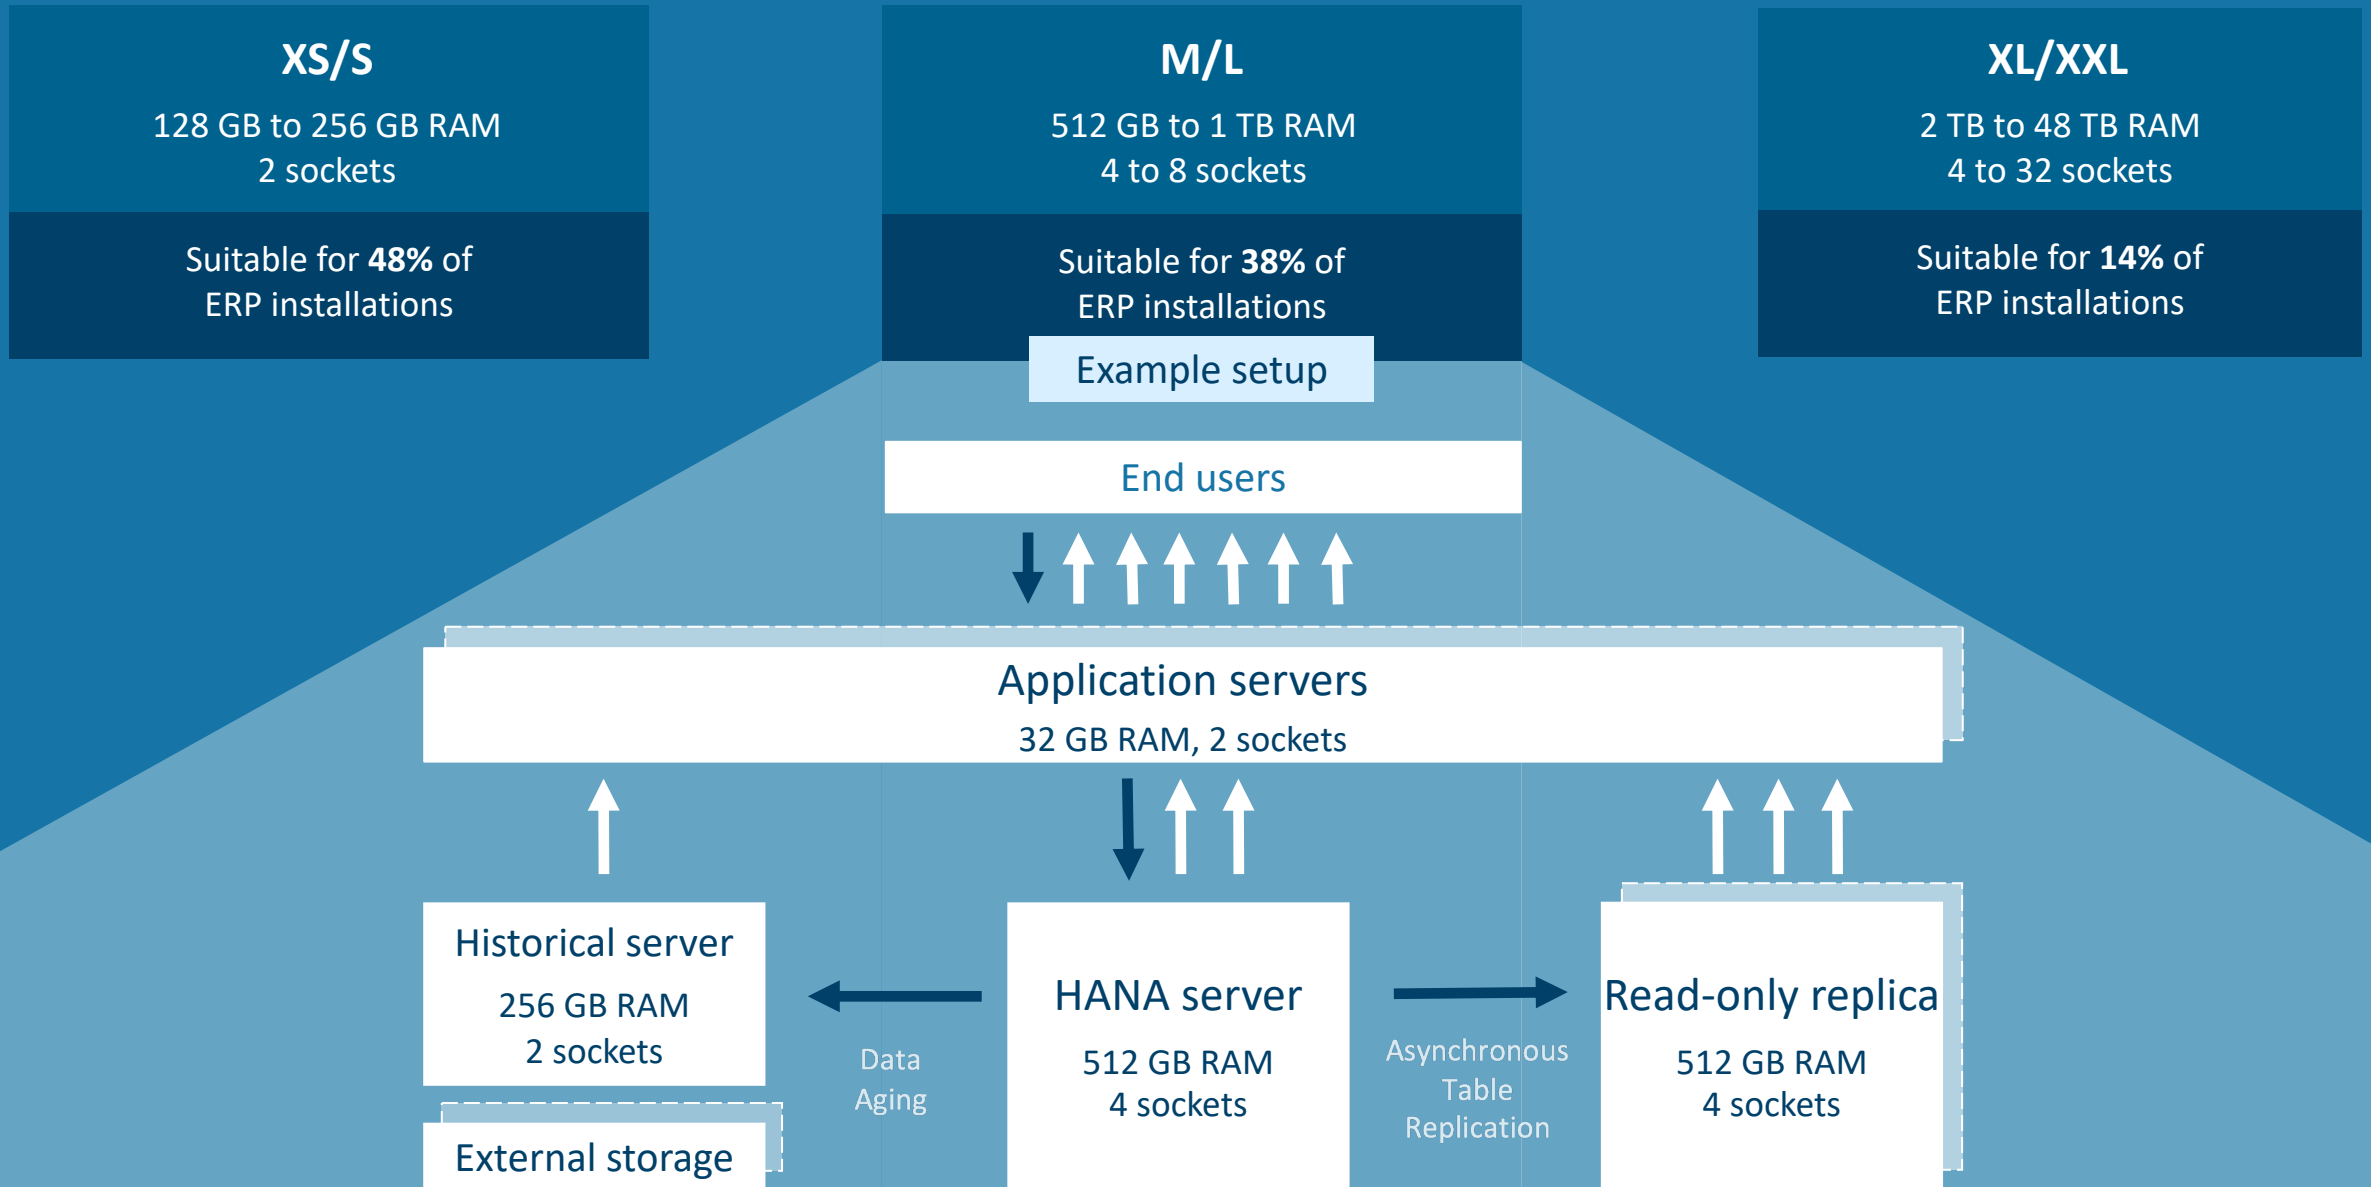 XS/S
128 GB to 256 GB RAM
2 sockets
Suitable for 48% of
ERP installations
M/L
512 GB to 1 TB RAM
4 to 8 sockets
Suitable for 38% of
ERP installations
XL/XXL
2 TB to 48 TB RAM
4 to 32 sockets
Suitable for 14% of
ERP installations
Example setup
End users
Application servers
32 GB RAM, 2 sockets
Historical server
256 GB RAM
2 sockets
External storage
Data
Aging
HANA server
512 GB RAM
4 sockets
Asynchronous
Table
Replication
Read-only replica
512 GB RAM
4 sockets